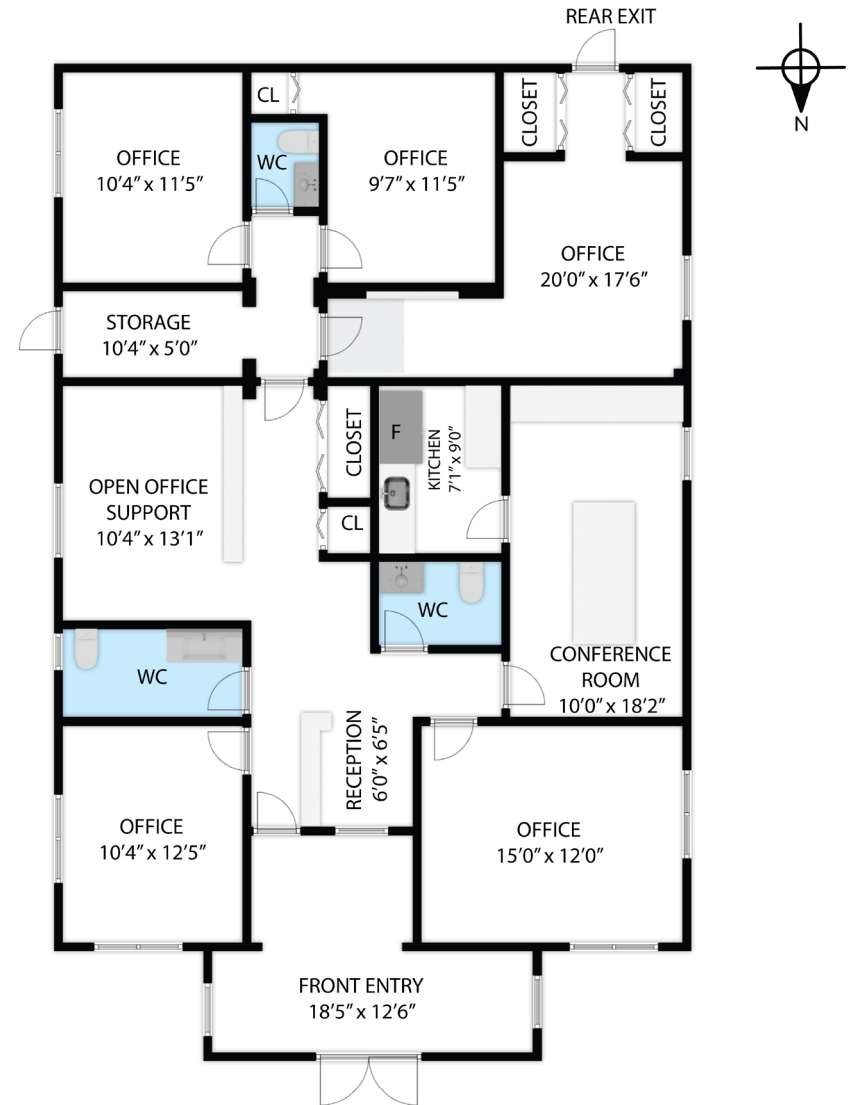 REAR EXIT
N
CL
CLOSET
CLOSET
WC
OFFICE
10'4” x 11'5”
OFFICE
9'7” x 11'5”
OFFICE
20'0” x 17'6”
STORAGE
10'4” x 5'0”
OPEN OFFICE
SUPPORT
10'4” x 13'1”
CLOSET
CL
F
KITCHEN
7'1” x 9'0”
WC
CONFERENCE
ROOM
10'0” x 18'2”
WC
RECEPTION
6'0” x 6'5”
OFFICE
10'4” x 12'5”
OFFICE
15'0” x 12'0”
FRONT ENTRY
18'5” x 12'6”